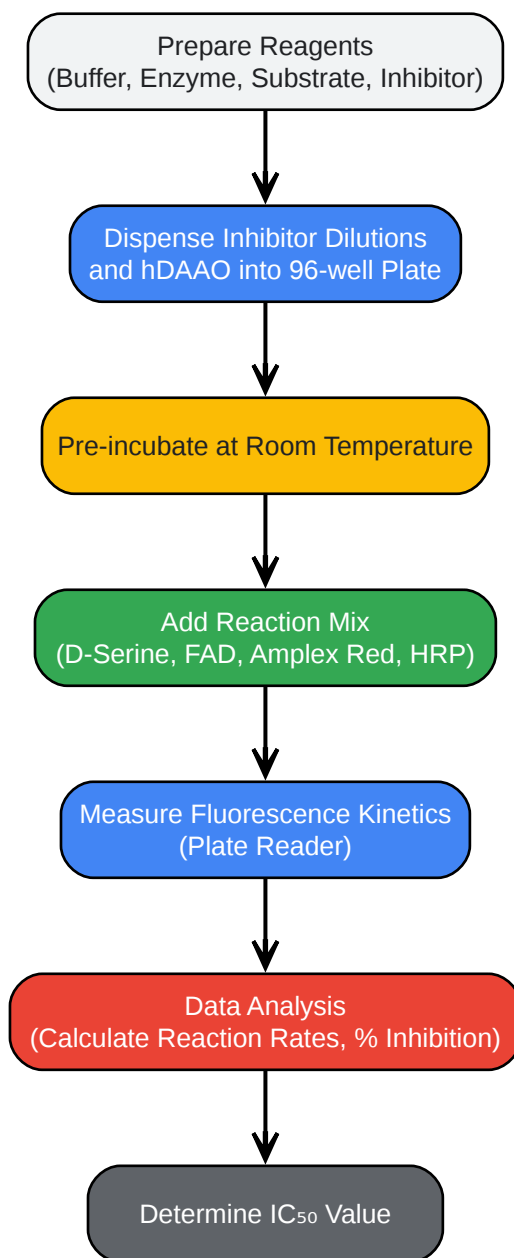 Prepare Reagents
(Buffer, Enzyme, Substrate, Inhibitor)
Dispense Inhibitor Dilutions
and hDAAO into 96-well Plate
Pre-incubate at Room Temperature
Add Reaction Mix
(D-Serine, FAD, Amplex Red, HRP)
Measure Fluorescence Kinetics
(Plate Reader)
Data Analysis
(Calculate Reaction Rates, % Inhibition)
Determine IC₅₀ Value